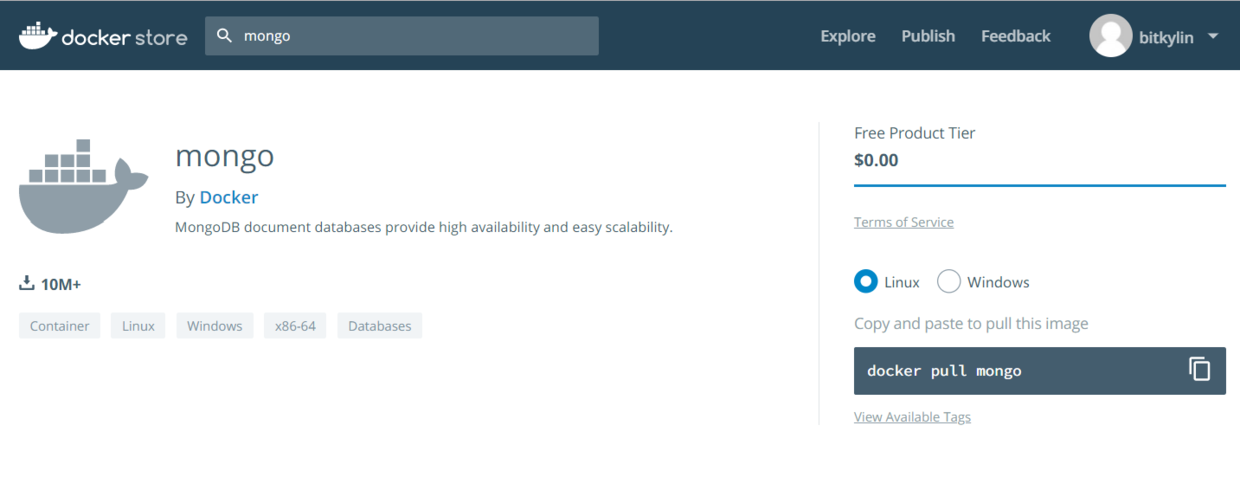 docker store
mongo
Explore
Publish
Feedback
bitkylin
mongo
By Docker
MongoDB document databases provide high availability and easy scalability.
10M+
Container
Linux
Windows
x86-64
Databases
Free Product Tier
$0.00
Terms of Service
Linux
Windows
Copy and paste to pull this image
docker pull mongo
View Available Tags